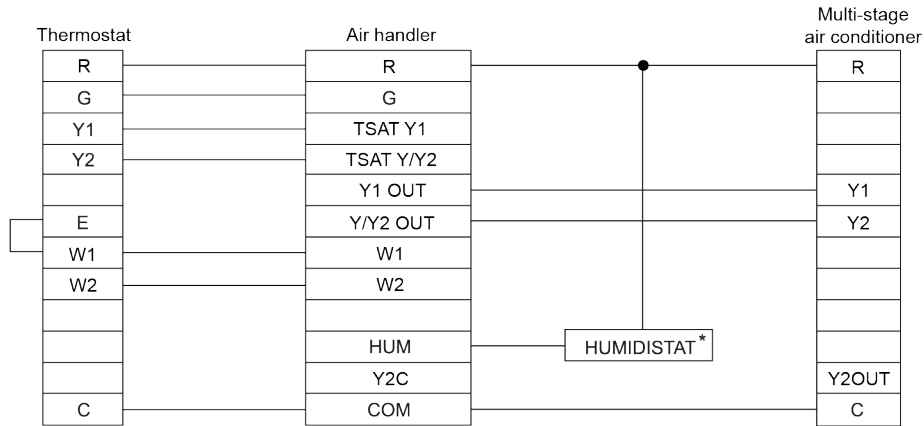 Thermostat Air handler Multi-stage
air conditioner
R R R
G G
Y1 TSAT Y1
Y2 TSAT Y/Y2
Y1 OUT Y1
E Y/Y2 OUT Y2
W1 W1
W2 W2
HUM HUMIDISTAT*
Y2C Y2OUT
C COM C